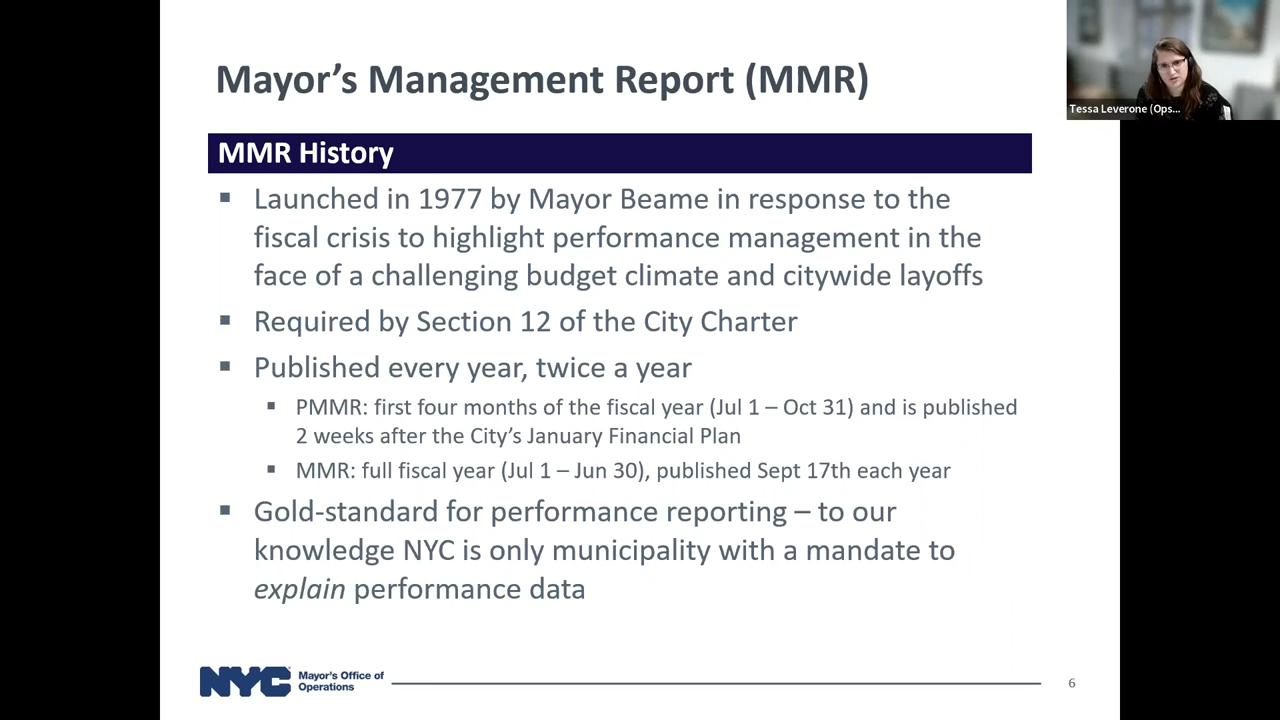 Mayor's Management Report (MMR)
Tessa Leverone (Ops...
MMR History
▪ Launched in 1977 by Mayor Beame in response to the
fiscal crisis to highlight performance management in the
face of a challenging budget climate and citywide layoffs
▪ Required by Section 12 of the City Charter
▪ Published every year, twice a year
▪ PMMR: first four months of the fiscal year (Jul 1 – Oct 31) and is published
2 weeks after the City's January Financial Plan
▪ MMR: full fiscal year (Jul 1 – Jun 30), published Sept 17th each year
▪ Gold-standard for performance reporting – to our
knowledge NYC is only municipality with a mandate to
explain performance data
NYC
Mayor's Office of
Operations
6